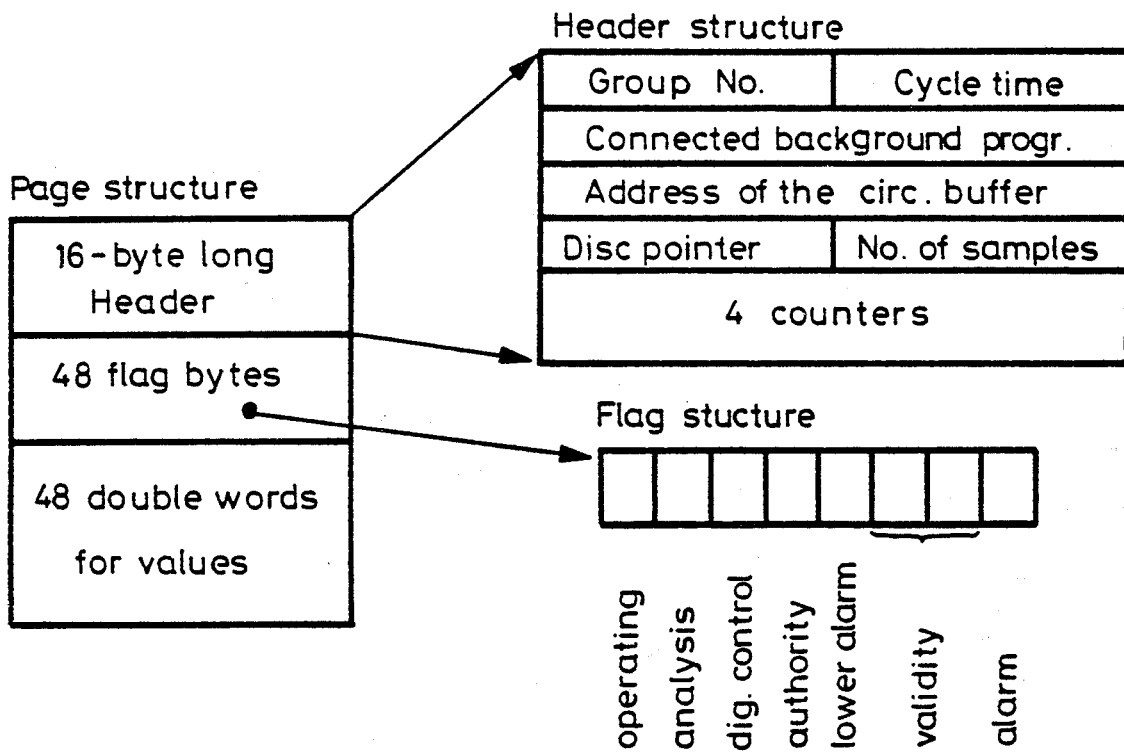 Header structure
Group No.
Cycle time
Connected background progr.
Address of the circ. buffer
Disc pointer
No. of samples
4 counters
Page structure
16-byte long
Header
48 flag bytes
48 double words
for values
Flag stucture
operating
analysis
dig. control
authority
lower alarm
validity
alarm